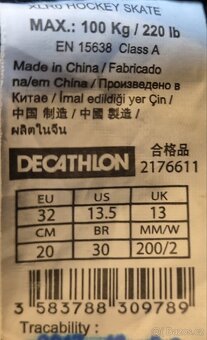 XLR5 HOCKEY SKATE
MAX.: 100 Kg / 220 lb
EN 15638 Class A
Made in China / Fabricado
na/em China / Произведено в
Китае / İmal edildiği yer Çin /
中国 制造 / 中國 製造 /
ผลิตในจีน
合格品
DECATHLON 2176611
EU US UK
32 13.5 13
CM BR MM/W
20 30 200/2
3 583788 309789
Tracability :